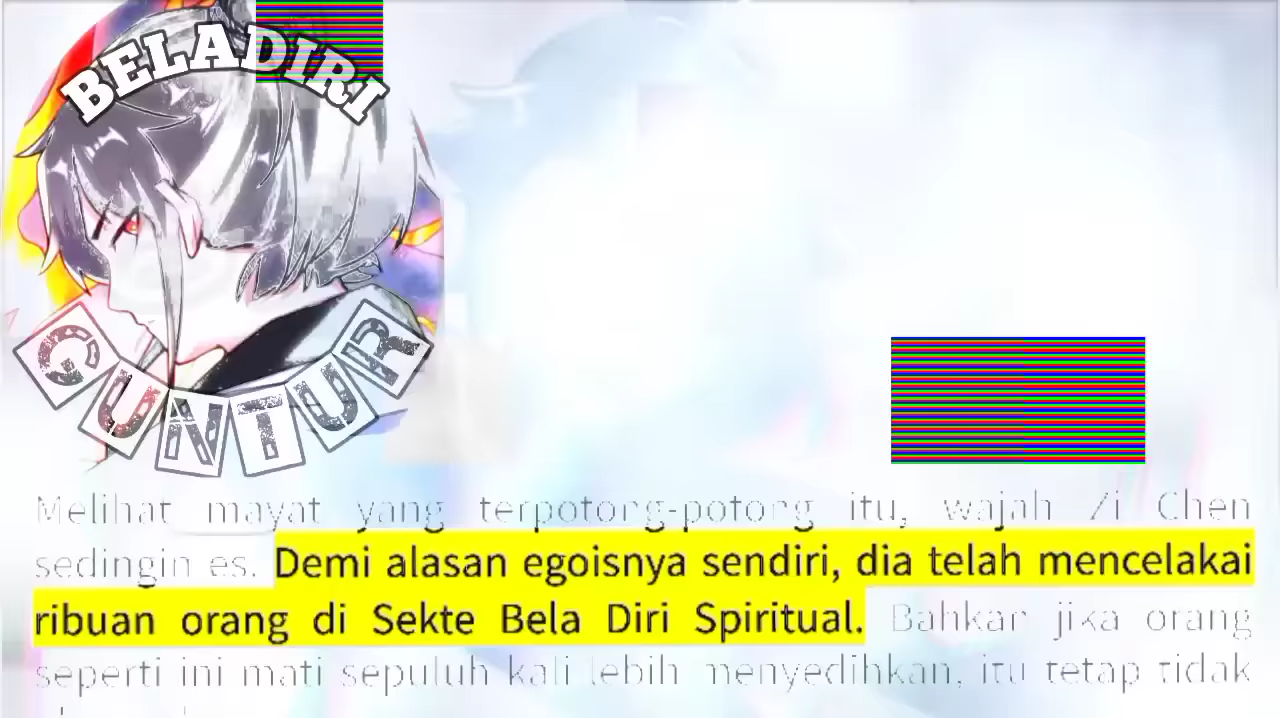 BELADIRI
GUNTUR
Melihat mayat yang terpotong-potong itu, wajah Zi Chen
sedingin es. Demi alasan egoisnya sendiri, dia telah mencelakai
ribuan orang di Sekte Bela Diri Spiritual. Bahkan jika orang
seperti ini mati sepuluh kali lebih menyedihkan, itu tetap tidak